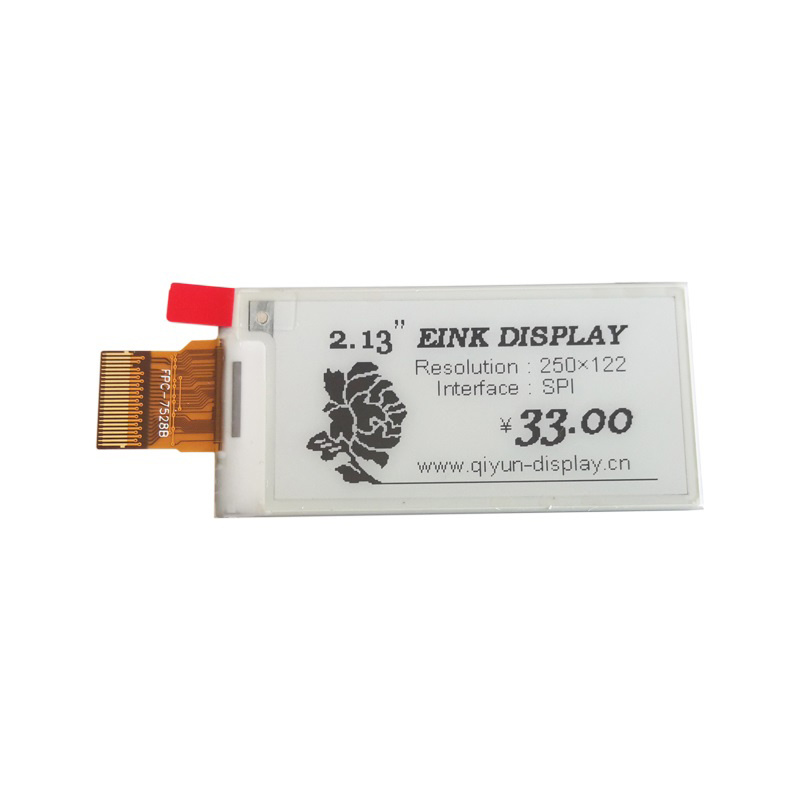 2.13" EINK DISPLAY
Resolution : 250×122
Interface : SPI
¥33.00
www.qiyun-display.cn
FPC-7528B